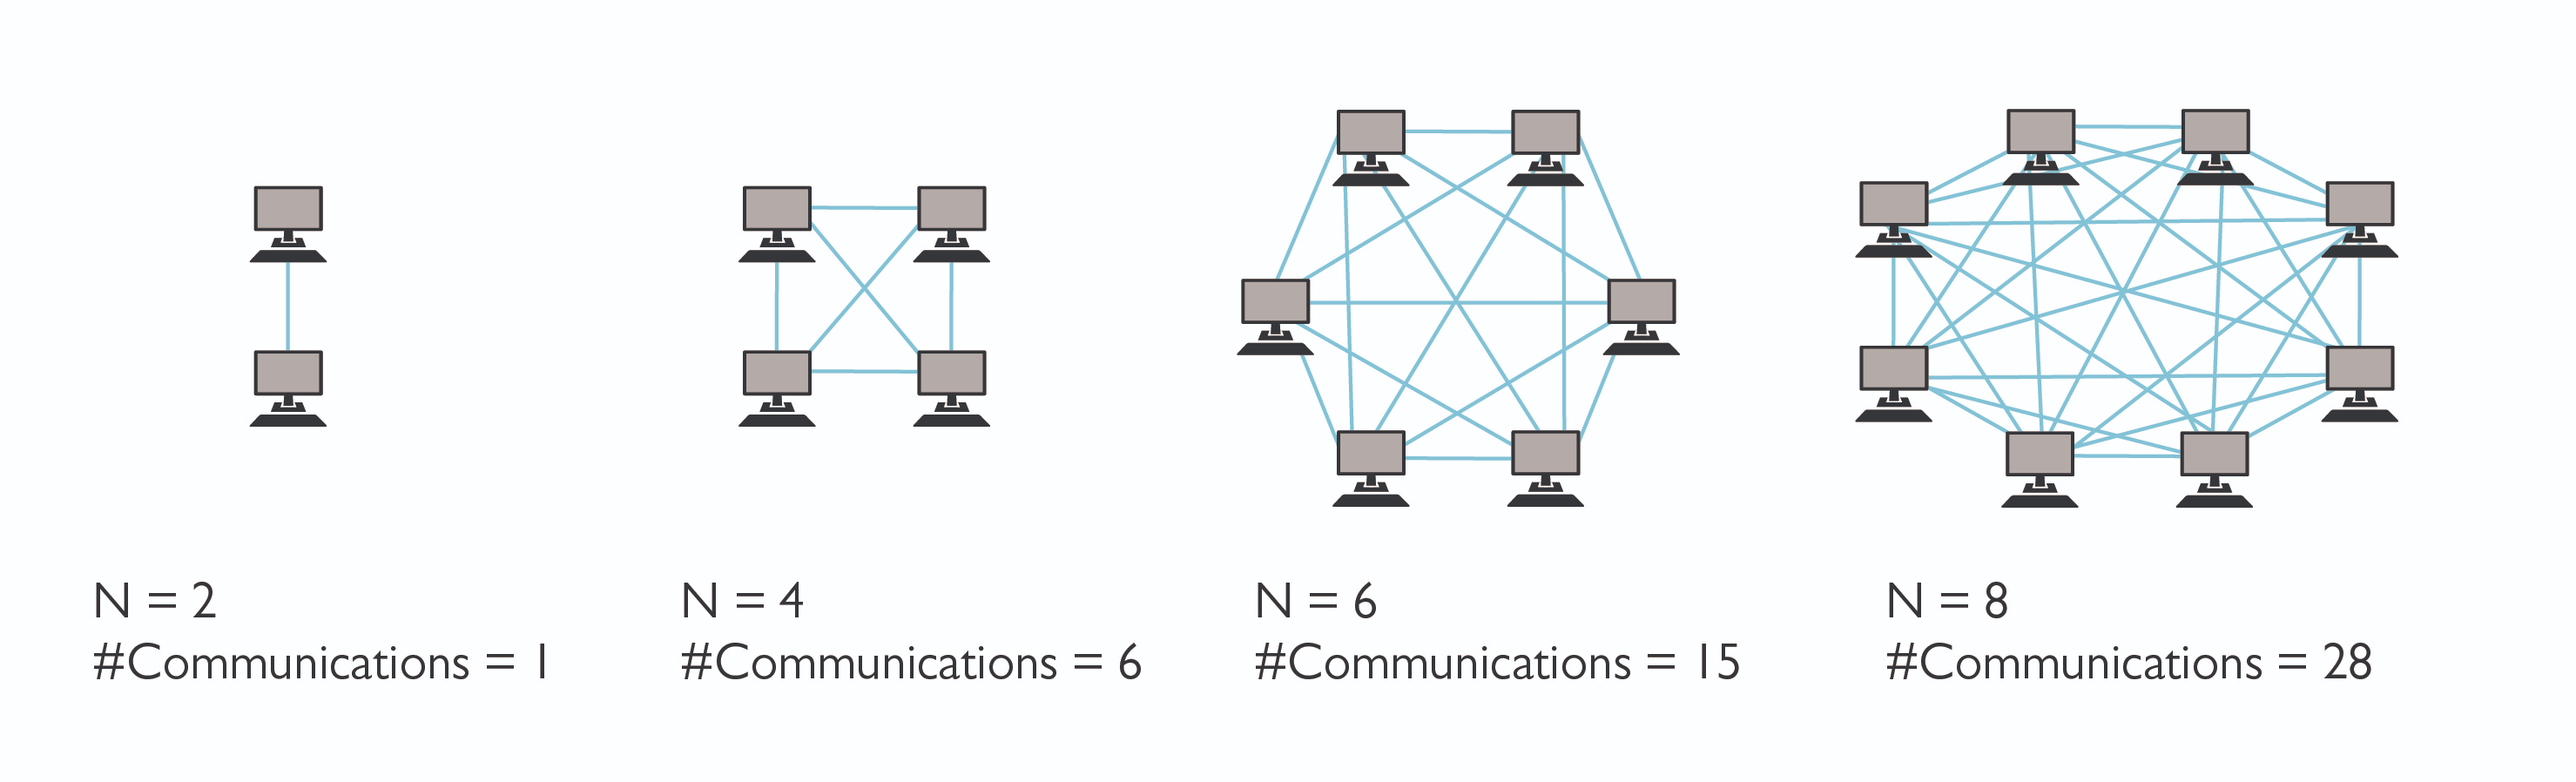 N = 2
#Communications = 1
N = 4
#Communications = 6
N = 6
#Communications = 15
N = 8
#Communications = 28